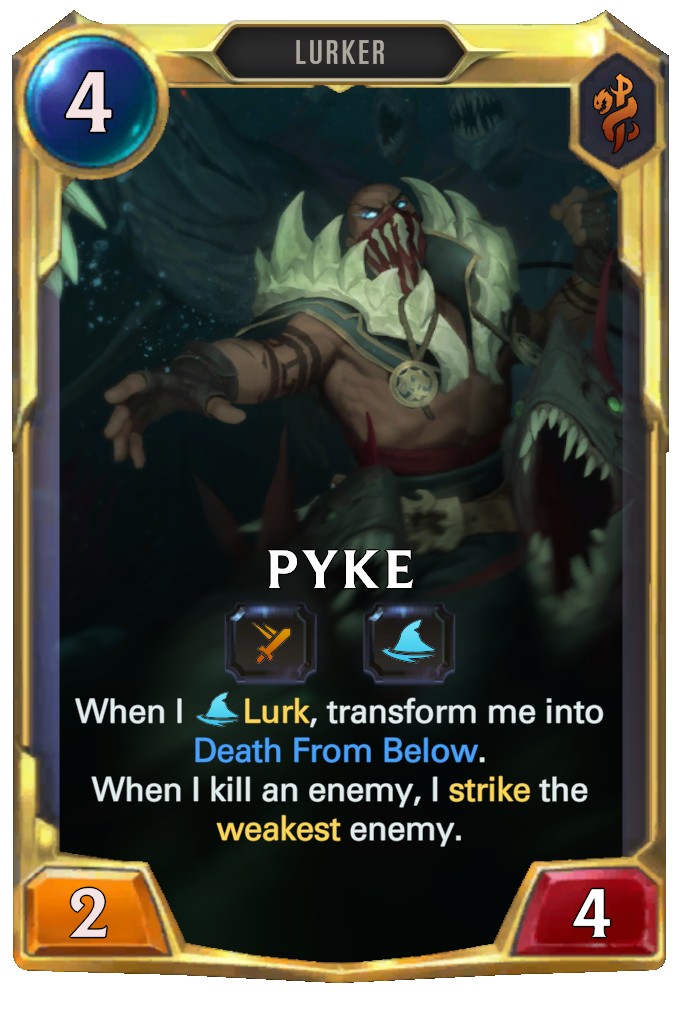 LURKER
4
PYKE
When I Lurk, transform me into
Death From Below.
When I kill an enemy, I strike the
weakest enemy.
2
4